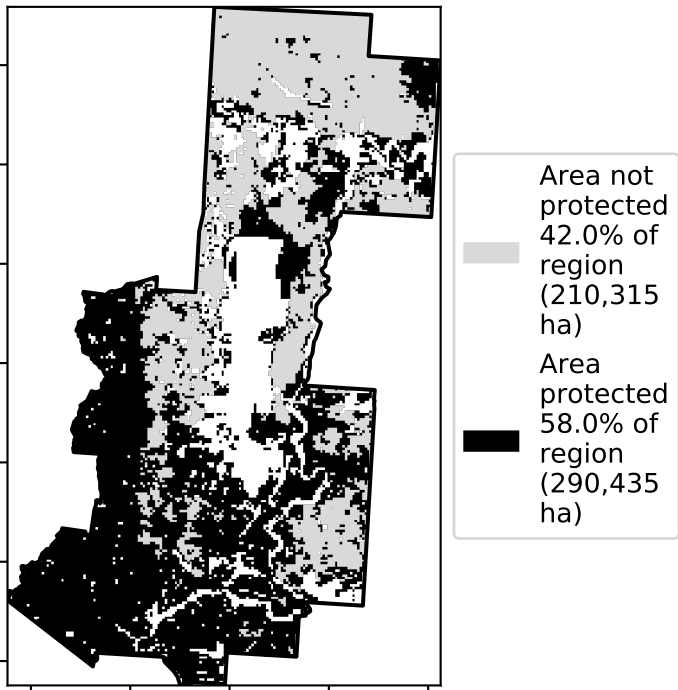 Area not
protected
42.0% of
region
(210,315
ha)
Area
protected
58.0% of
region
(290,435
ha)